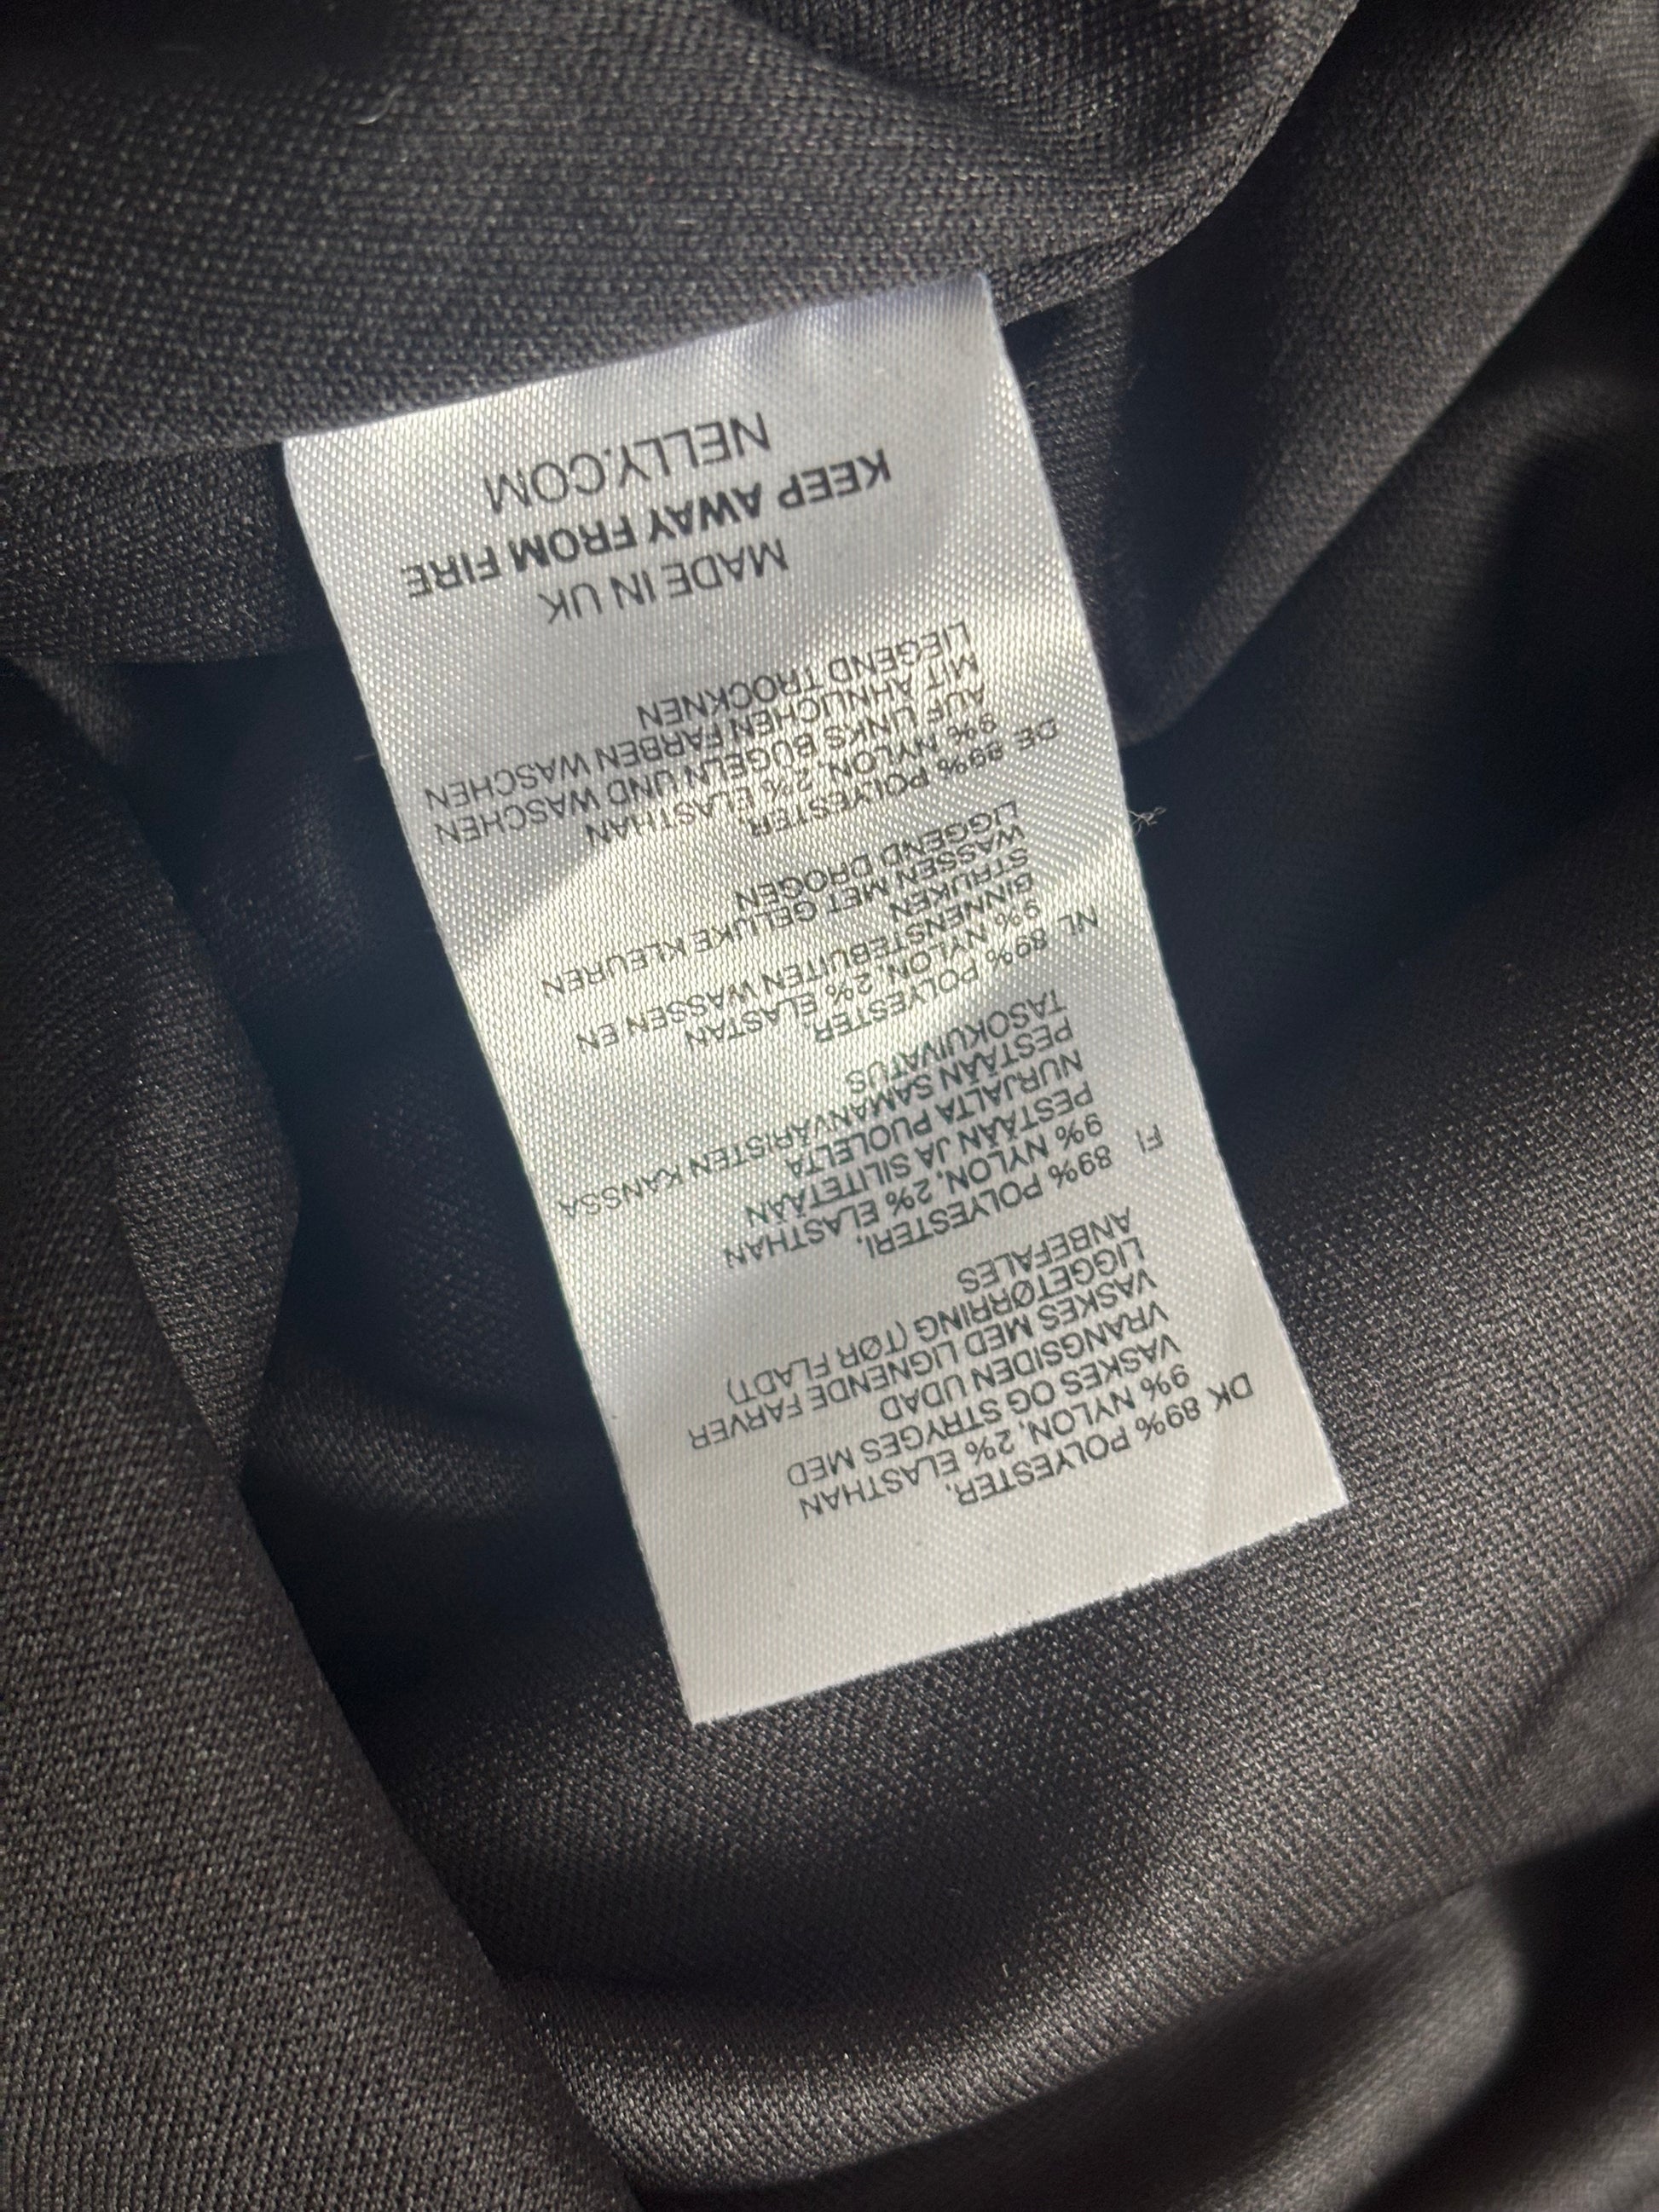 DK 89% POLYESTER,
9% NYLON, 2% ELASTHAN
VASKES OG STRYGES MED
VRANGSIDEN UDAD
VASKES MED LIGNENDE FARVER
LIGGETØRRING (TØR FLADT)
ANBEFALES
FI 89% POLYESTERI,
9% NYLON, 2% ELASTHAN
PESTÄÄN JA SILITETÄÄN
NURJALTA PUOLELTA
PESTÄÄN SAMANVÄRISTEN KANSSA
TASOKUIVATUS
NL 89% POLYESTER,
9% NYLON, 2% ELASTAN
BINNENSTEBUITEN WASSEN EN
STRIJKEN
WASSEN MET GELIJKE KLEUREN
LIGGEND DROGEN
DE 89% POLYESTER,
9% NYLON, 2% ELASTHAN
AUF LINKS BÜGELN UND WASCHEN
MIT ÄHNLICHEN FARBEN WASCHEN
LIEGEND TROCKNEN
MADE IN UK
KEEP AWAY FROM FIRE
NELLY.COM